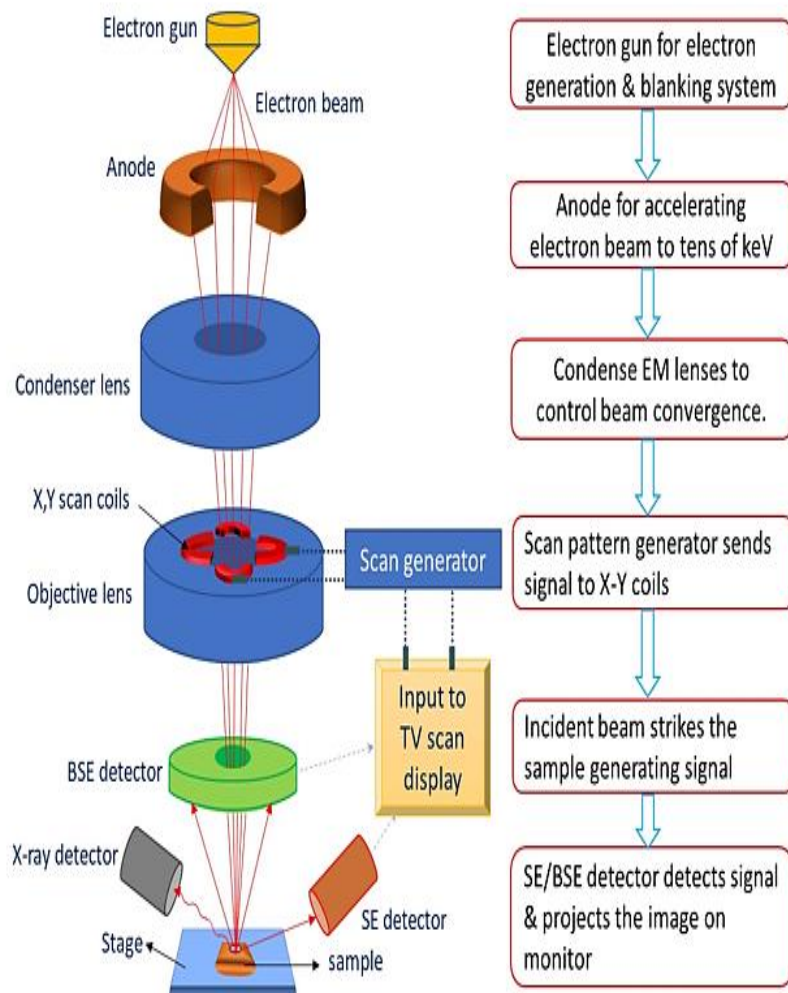 Electron gun
Electron beam
Anode
Condenser lens
X,Y scan coils
Objective lens
Scan generator
Input to
TV scan
display
BSE detector
X-ray detector
SE detector
Stage
sample
Electron gun for electron
generation & blanking system
Anode for accelerating
electron beam to tens of keV
Condense EM lenses to
control beam convergence.
Scan pattern generator sends
signal to X-Y coils
Incident beam strikes the
sample generating signal
SE/BSE detector detects signal
& projects the image on
monitor